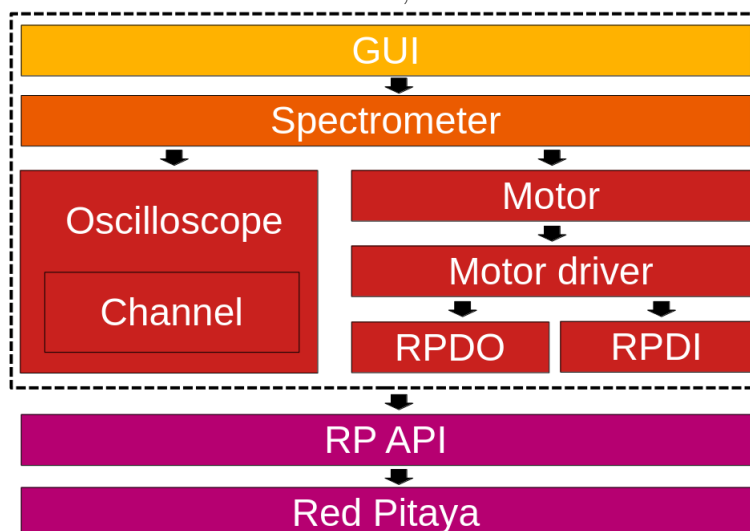 GUI
Spectrometer
Oscilloscope
Channel
Motor
Motor driver
RPDO
RPDI
RP API
Red Pitaya